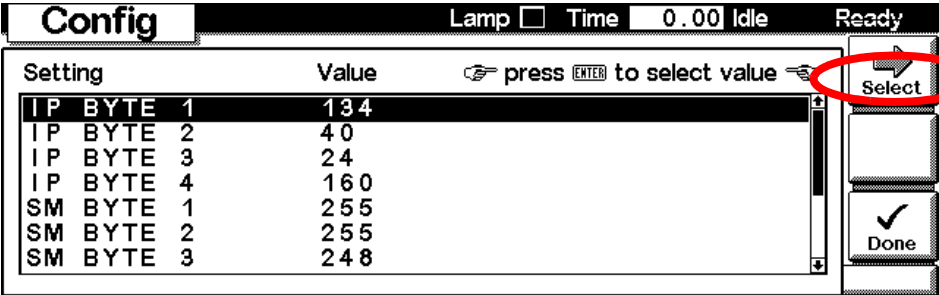 Config Lamp Time 0.00 Idle Ready
Setting Value press ENTER to select value
Select
IP BYTE 1 134
IP BYTE 2 40
IP BYTE 3 24
IP BYTE 4 160
SM BYTE 1 255
SM BYTE 2 255
SM BYTE 3 248
Done